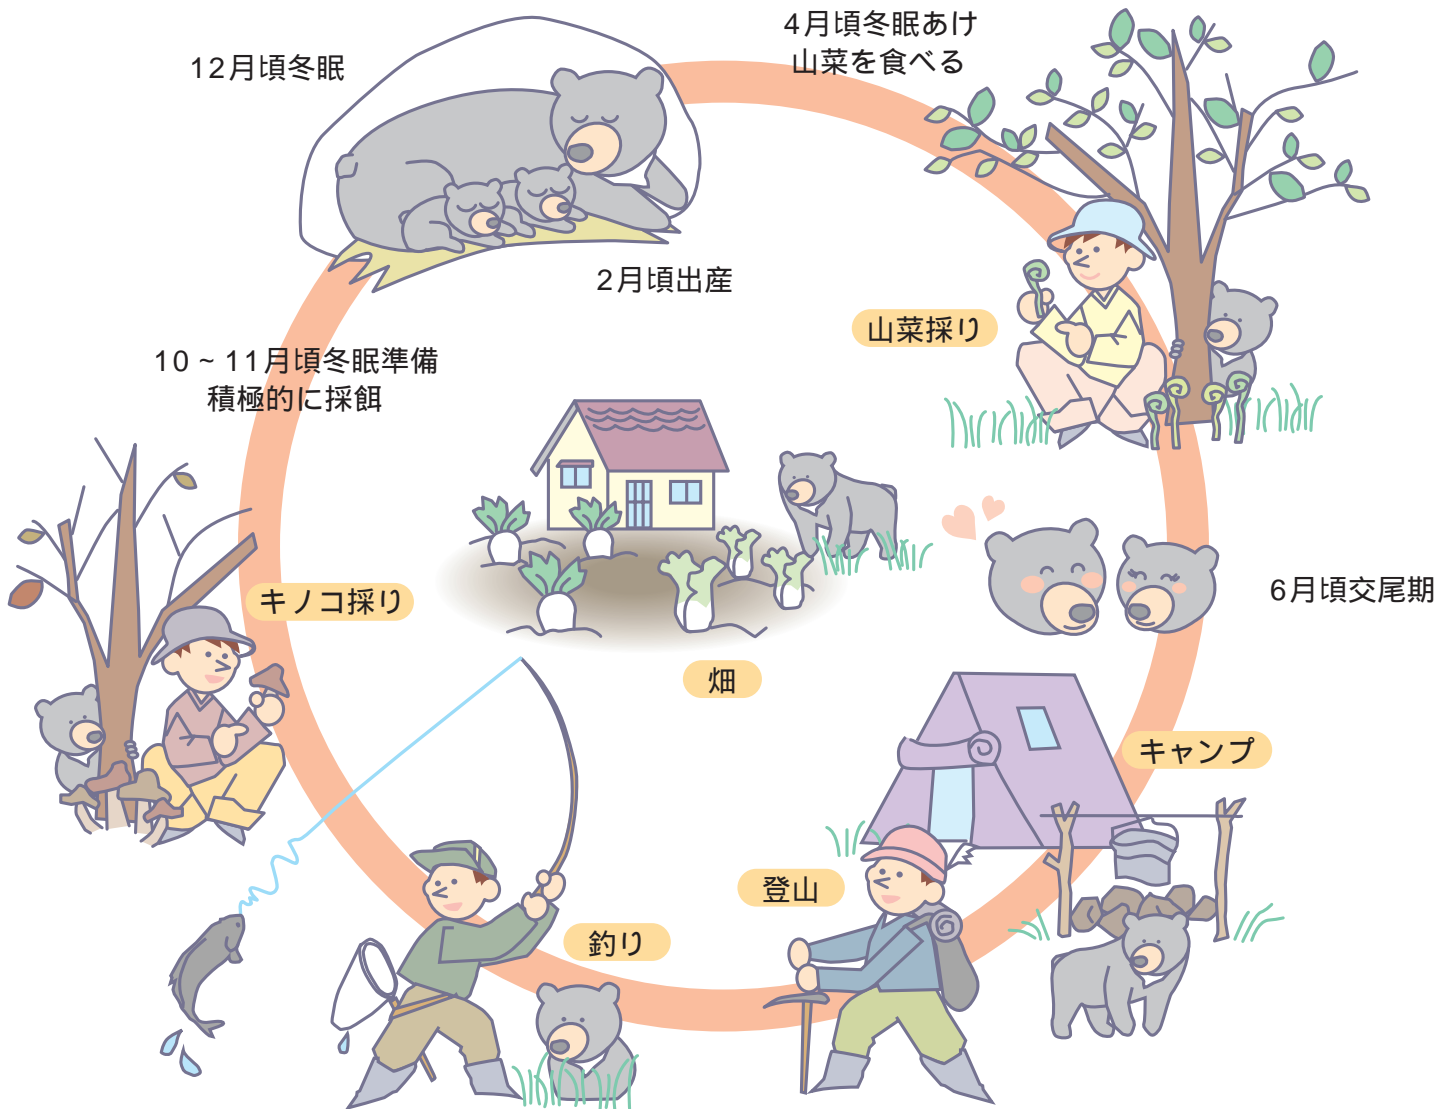 12月頃冬眠
4月頃冬眠あけ
山菜を食べる
2月頃出産
山菜採り
10~11月頃冬眠準備
積極的に採餌
キノコ採り
6月頃交尾期
畑
キャンプ
登山
釣り